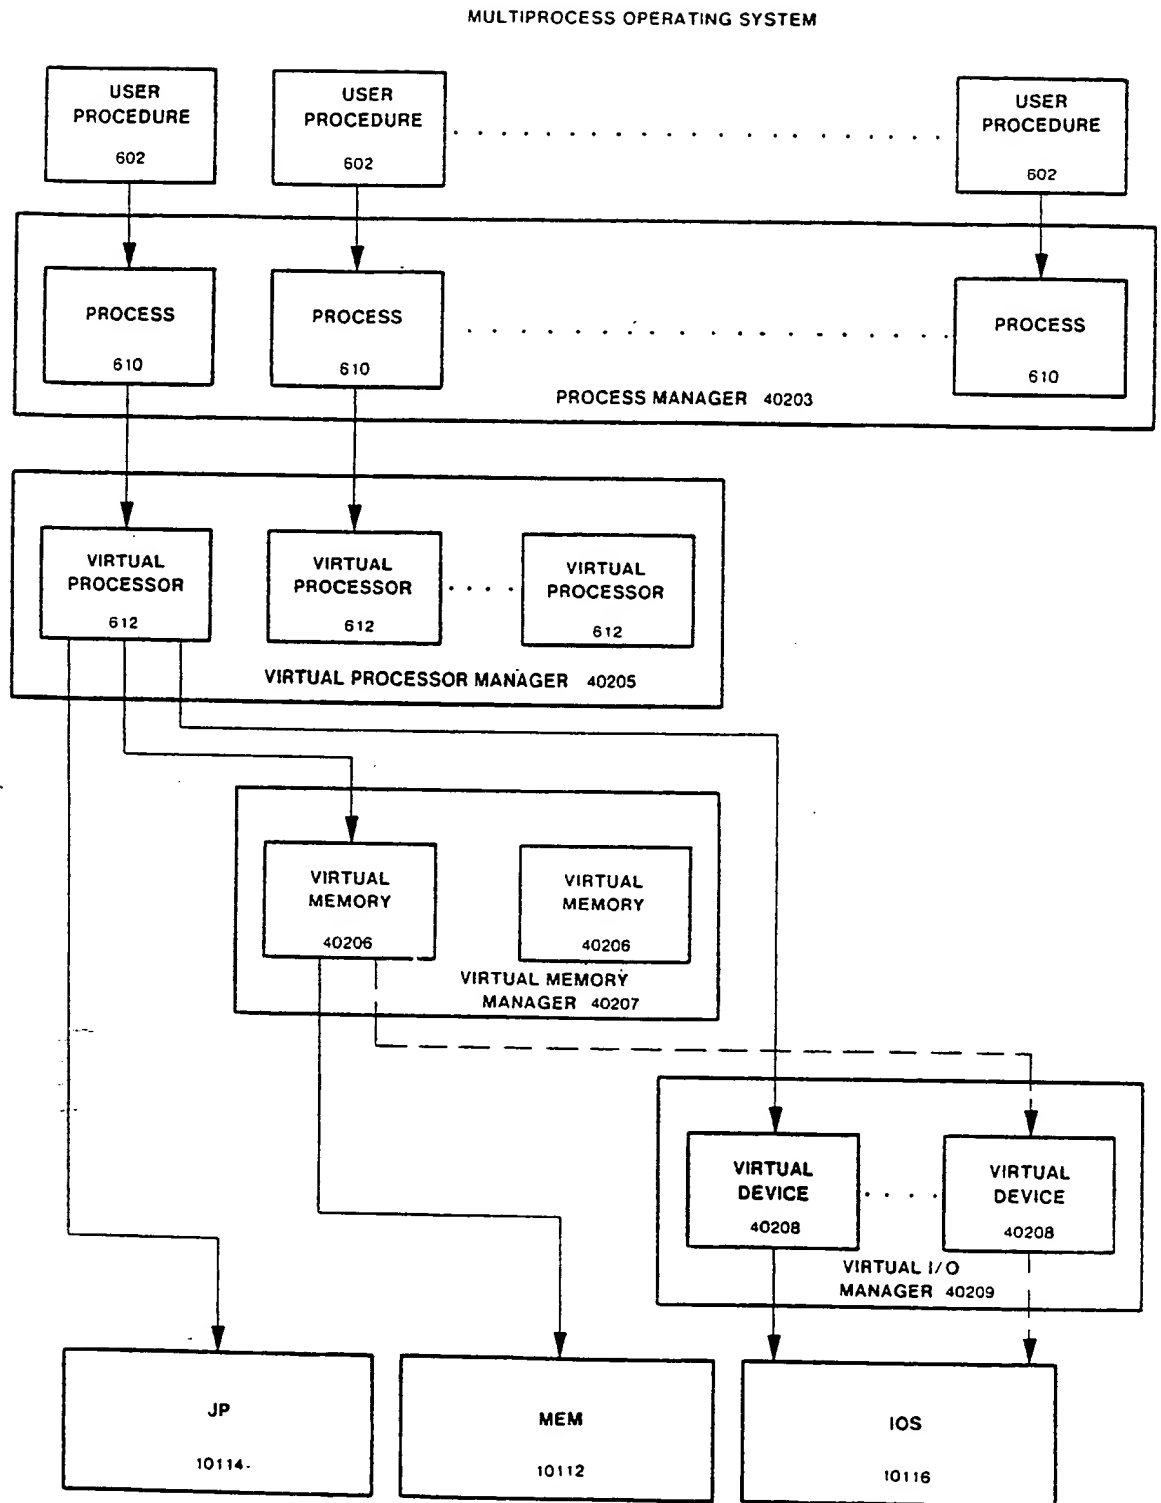 MULTIPROCESS OPERATING SYSTEM
USER
PROCEDURE
602
USER
PROCEDURE
602
USER
PROCEDURE
602
PROCESS
610
PROCESS
610
PROCESS
610
PROCESS MANAGER 40203
VIRTUAL
PROCESSOR
612
VIRTUAL
PROCESSOR
612
VIRTUAL
PROCESSOR
612
VIRTUAL PROCESSOR MANAGER 40205
VIRTUAL
MEMORY
40206
VIRTUAL
MEMORY
40206
VIRTUAL MEMORY
MANAGER 40207
VIRTUAL
DEVICE
40208
VIRTUAL
DEVICE
40208
VIRTUAL I/O
MANAGER 40209
JP
10114
MEM
10112
IOS
10116